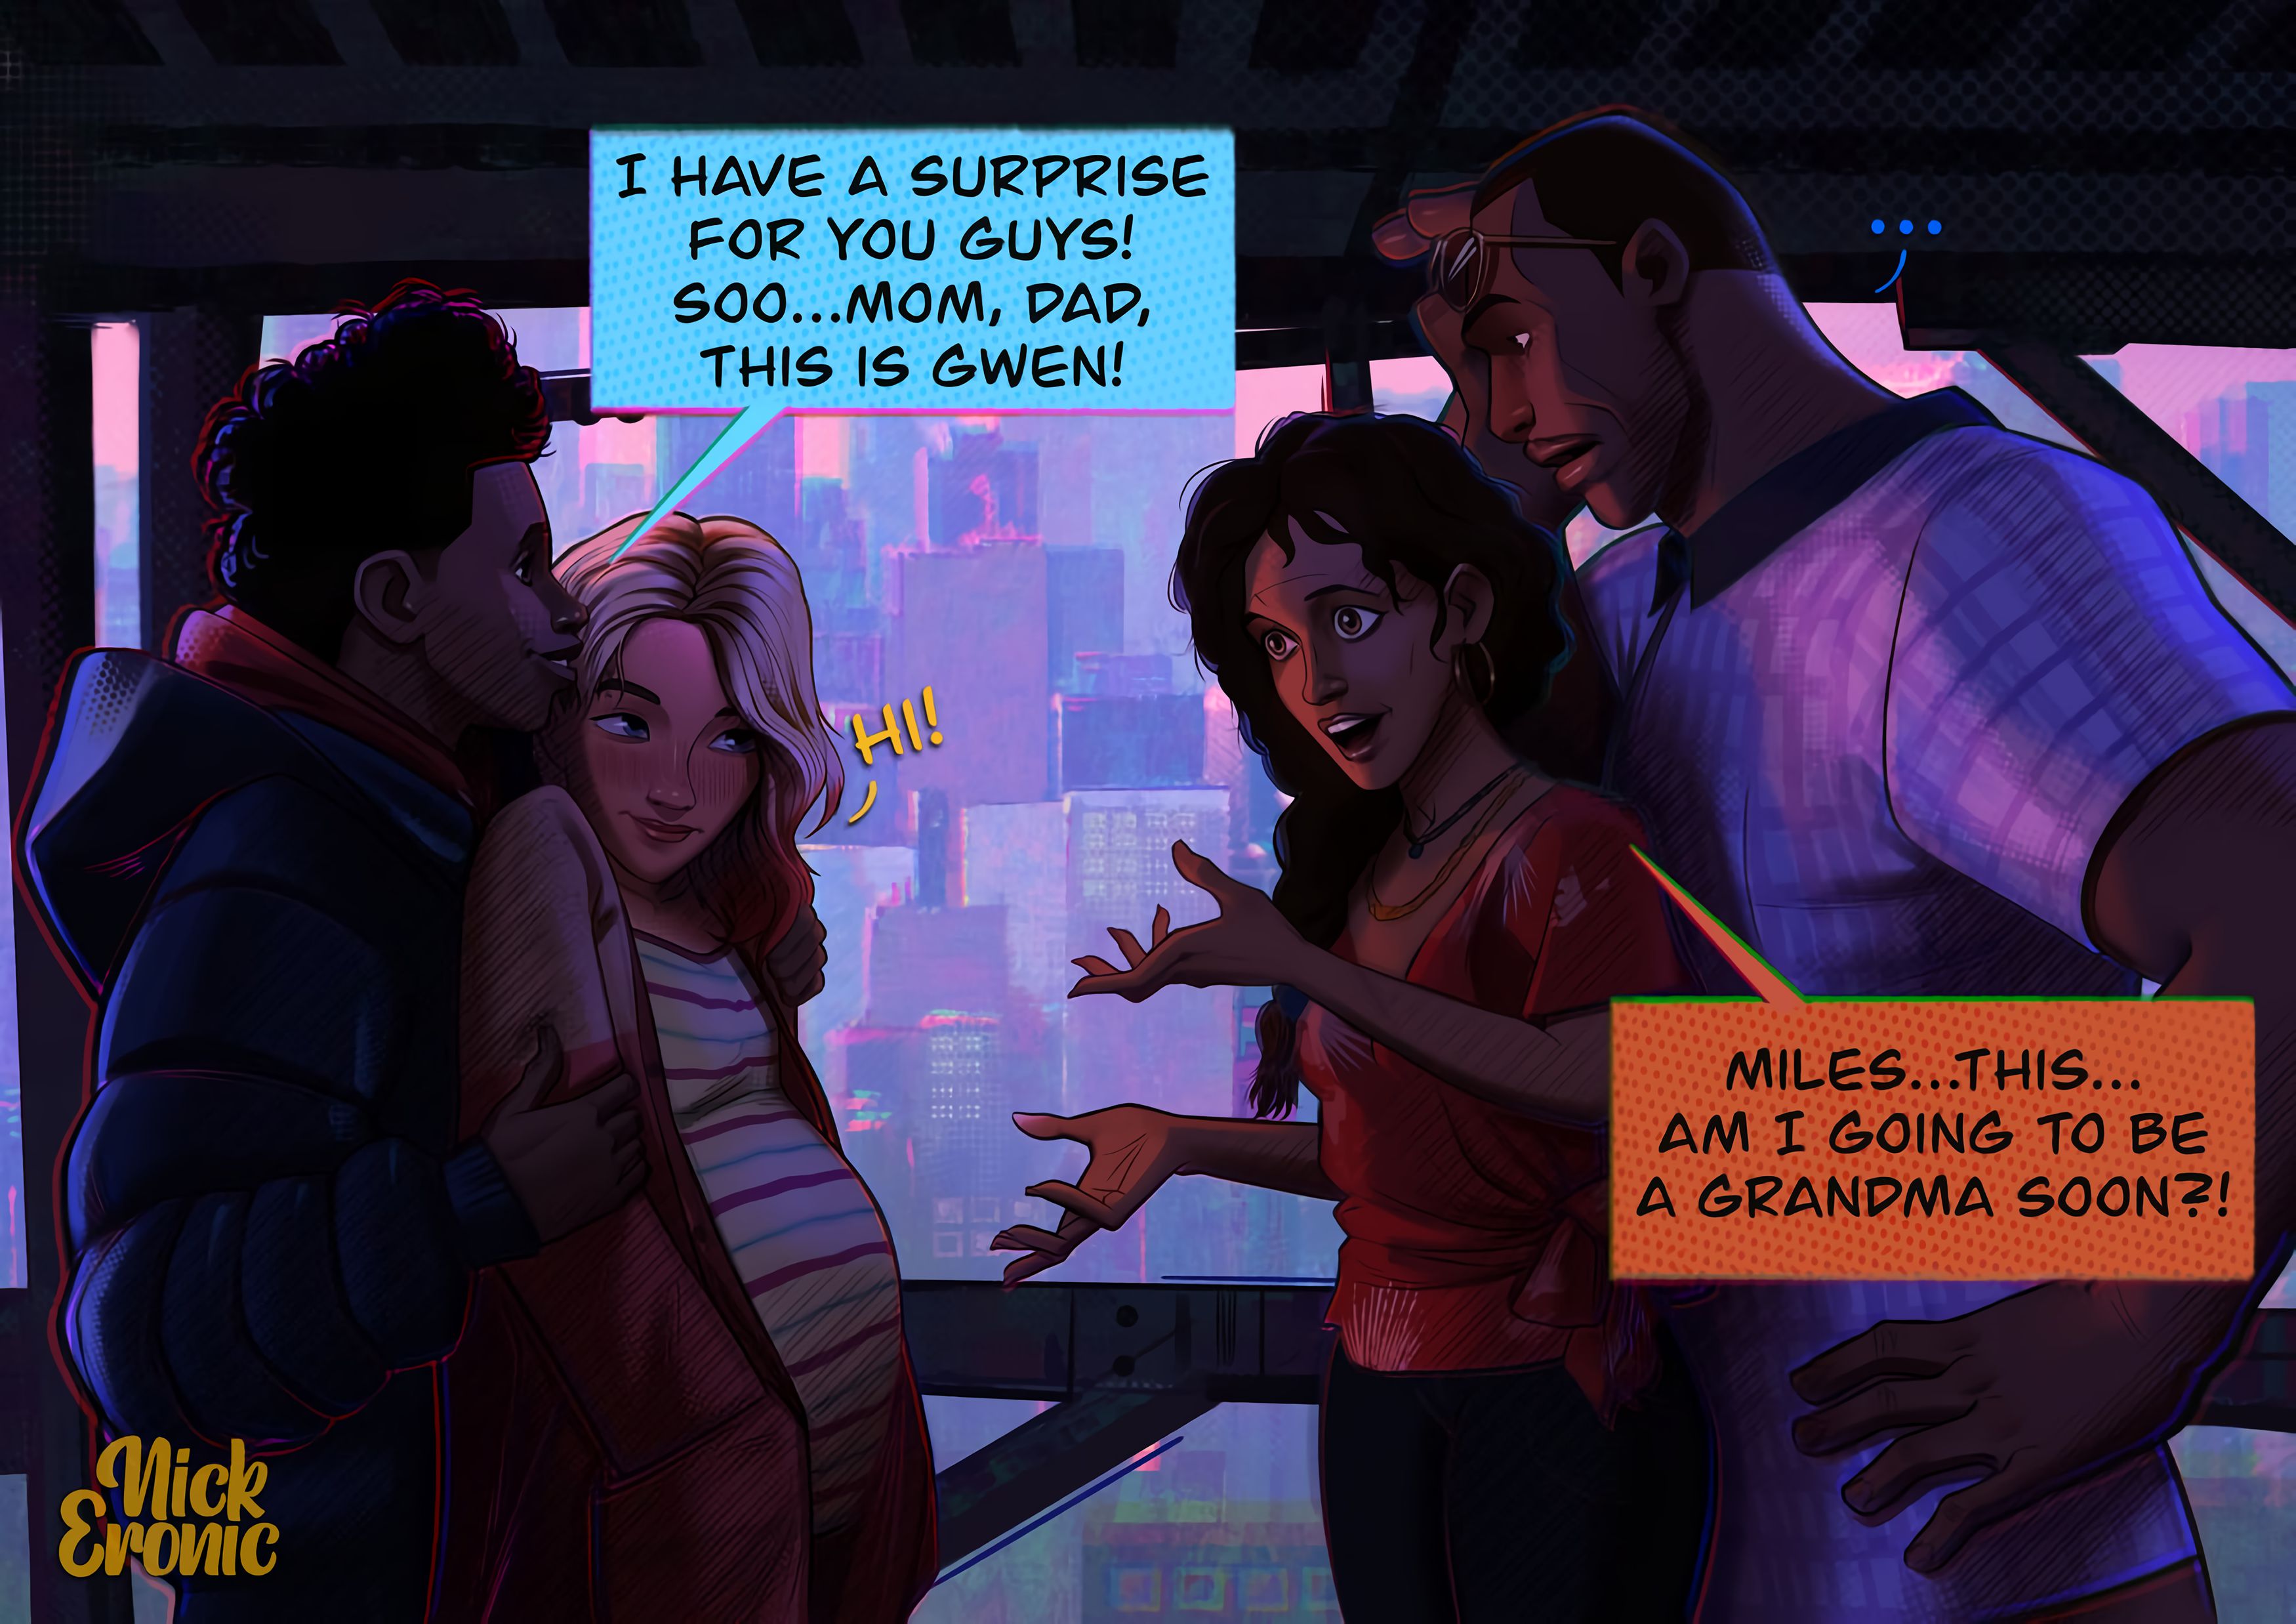 I HAVE A SURPRISE
FOR YOU GUYS!
SOO...MOM, DAD,
THIS IS GWEN!
HI!
...
MILES...THIS...
AM I GOING TO BE
A GRANDMA SOON?!
Nick
Eronic